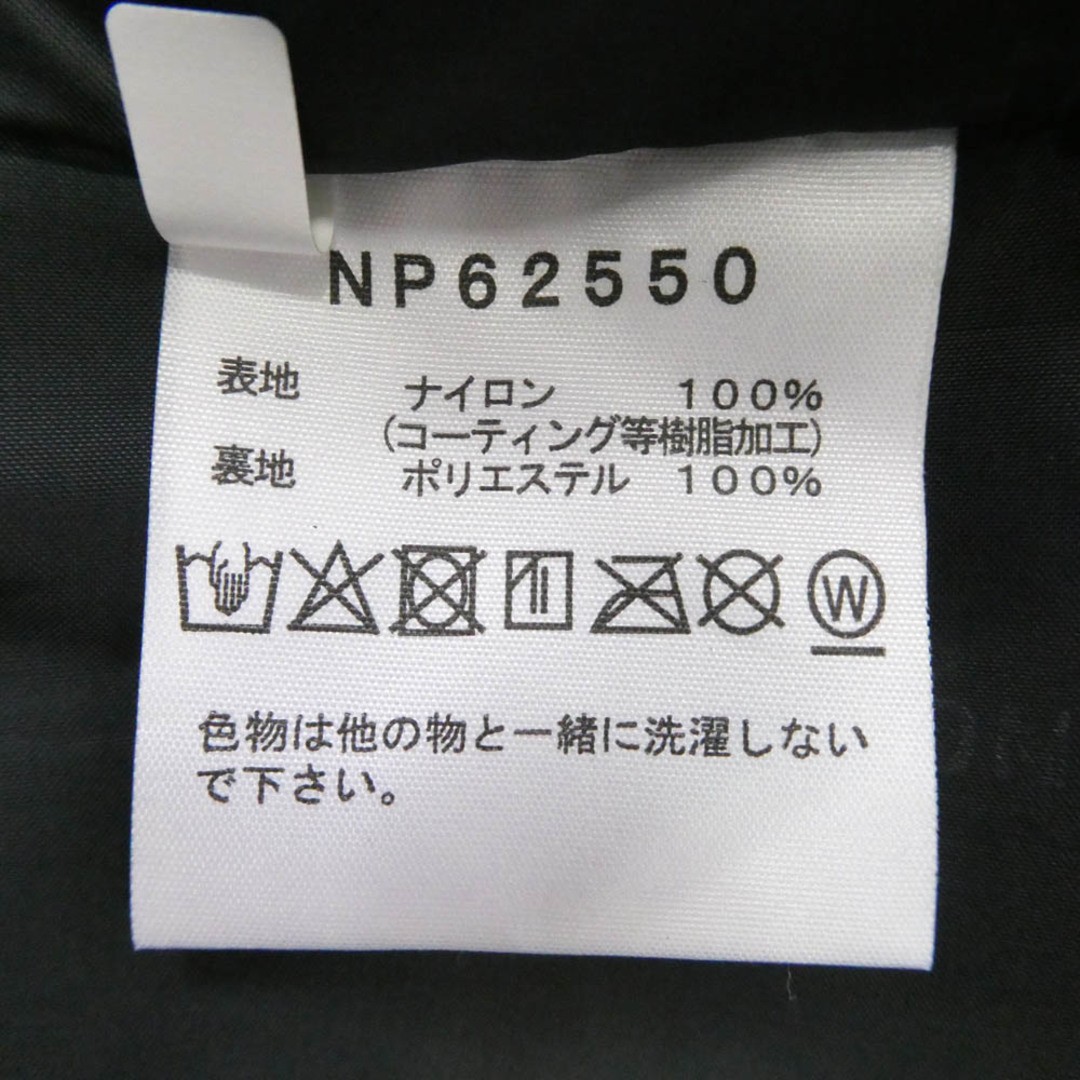 NP62550
表地 ナイロン 100%
(コーティング等樹脂加工)
裏地 ポリエステル 100%
W
色物は他の物と一緒に洗濯しない
で下さい。